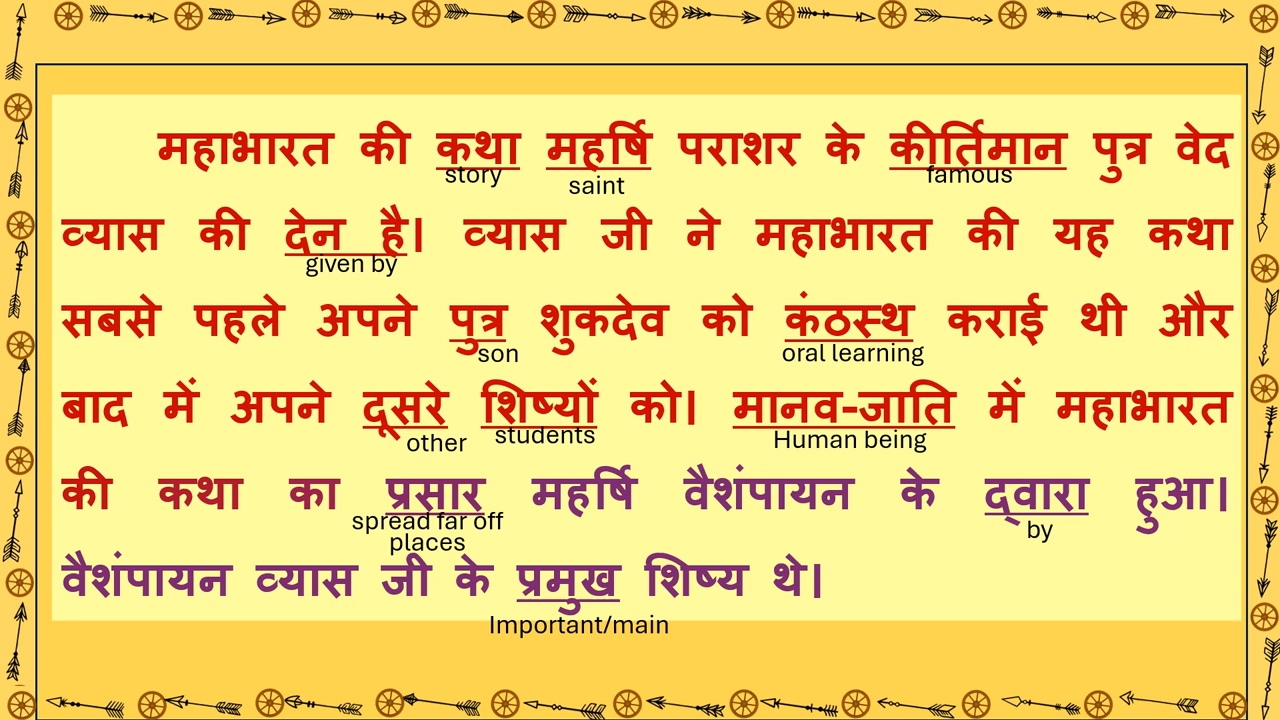 महाभारत की कथा महर्षि पराशर के कीर्तिमान पुत्र वेद
story saint famous
व्यास की देन है। व्यास जी ने महाभारत की यह कथा
given by
सबसे पहले अपने पुत्र शुकदेव को कंठस्थ कराई थी और
son oral learning
बाद में अपने दूसरे शिष्यों को। मानव-जाति में महाभारत
other students Human being
की कथा का प्रसार महर्षि वैशंपायन के द्वारा हुआ।
spread far off
places
by
वैशंपायन व्यास जी के प्रमुख शिष्य थे।
Important/main